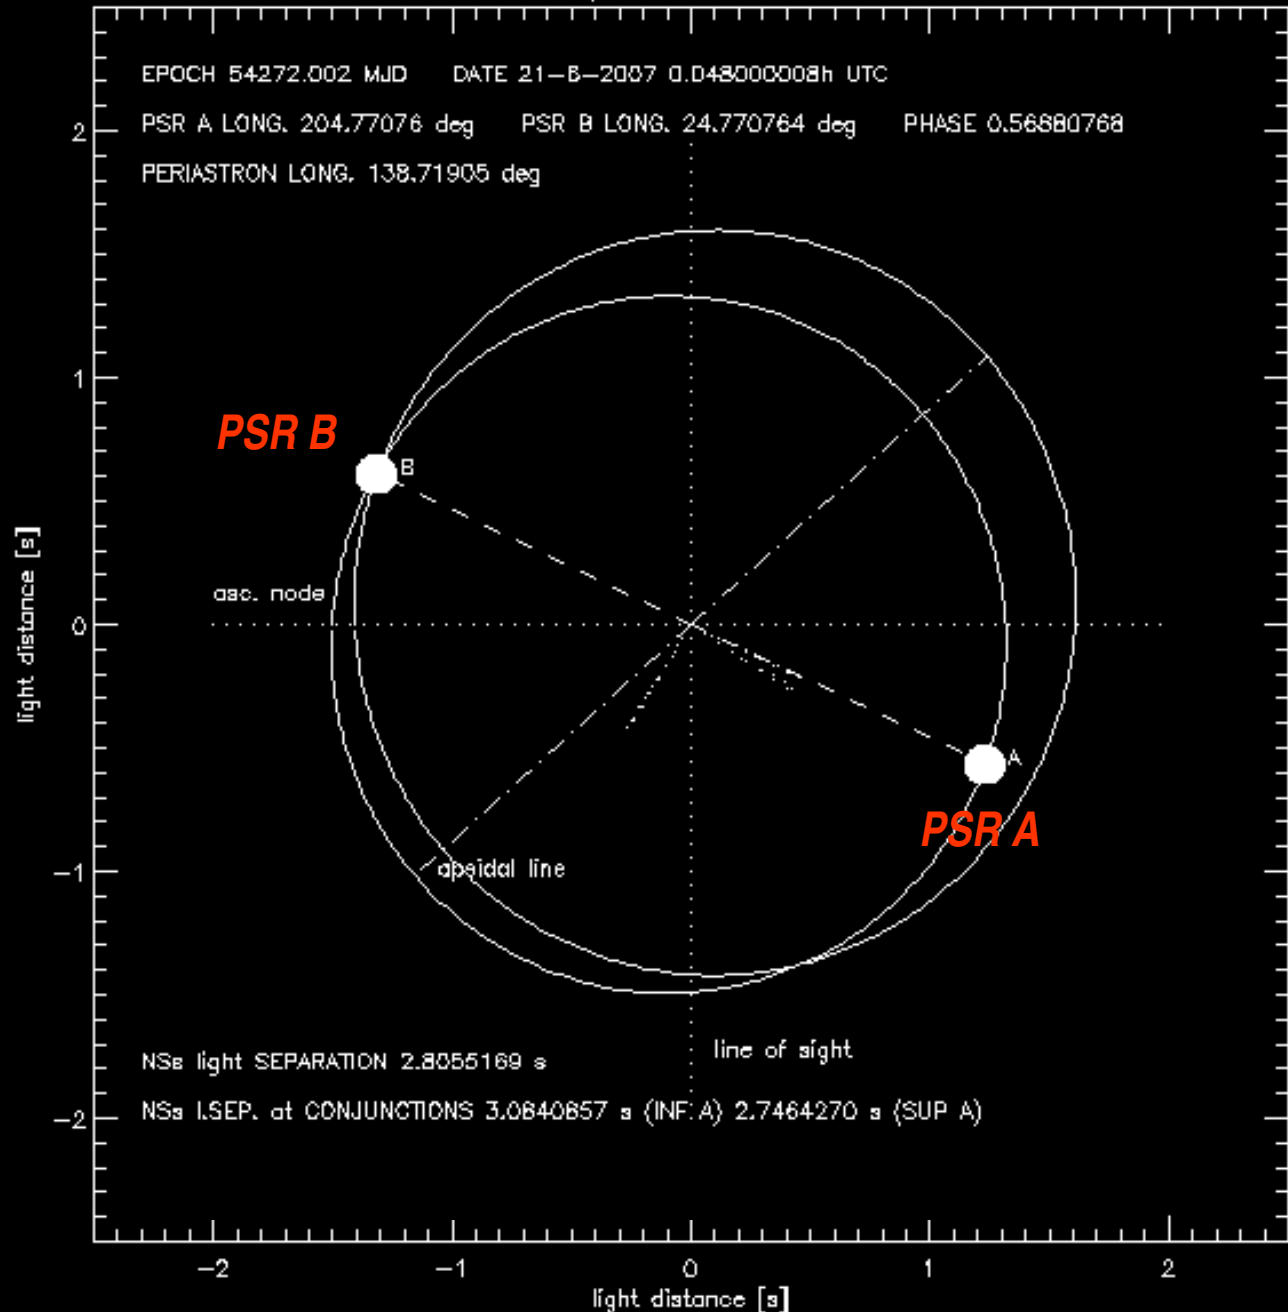 EPOCH 54272.002 MJD DATE 21-6-2007 0.048000008h UTC
2
PSR A LONG. 204.77076 deg PSR B LONG. 24.770764 deg PHASE 0.56880768
PERIASTRON LONG. 138.71905 deg
1
PSR B
B
asc. node
0
light distance [s]
A
PSR A
-1
apsidal line
line of sight
NSs light SEPARATION 2.8055169 s
NSs l.SEP. at CONJUNCTIONS 3.0640657 s (INF A) 2.7464270 s (SUP A)
-2
-2 -1 0 1 2
light distance [s]